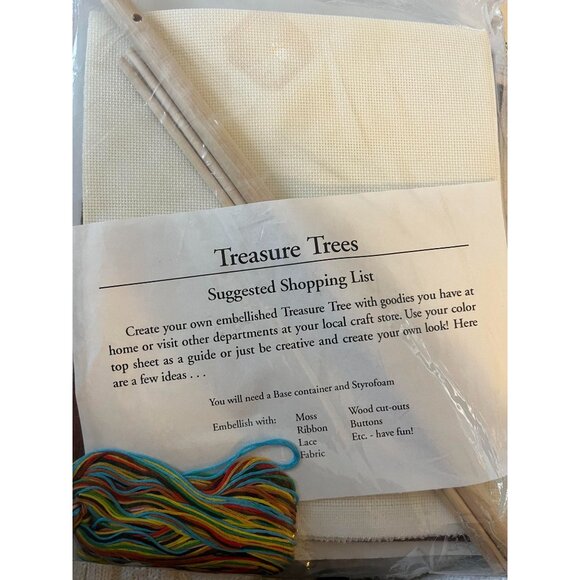 Treasure Trees
Suggested Shopping List
Create your own embellished Treasure Tree with goodies you have at
home or visit other departments at your local craft store. Use your color
top sheet as a guide or just be creative and create your own look! Here
are a few ideas . . .
You will need a Base container and Styrofoam
Embellish with: Moss Wood cut-outs
Ribbon Buttons
Lace Etc. - have fun!
Fabric